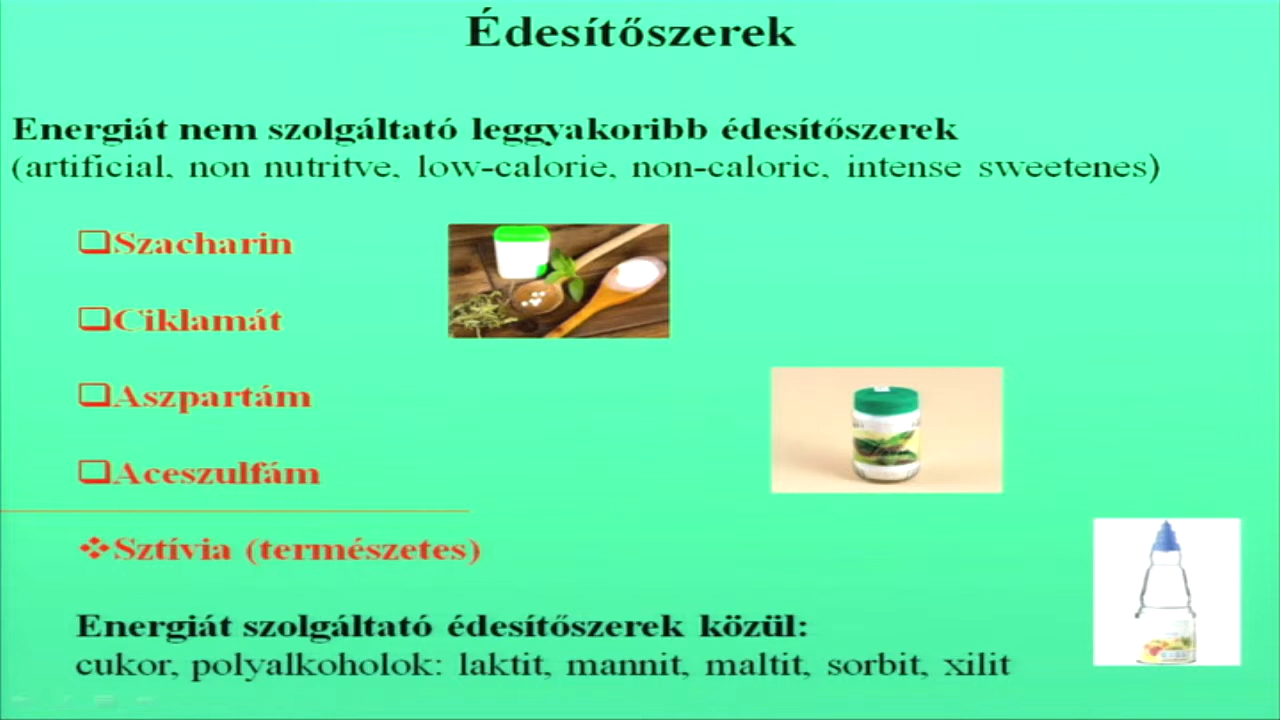 Édesítőszerek
Energiát nem szolgáltató leggyakoribb édesítőszerek
(artificial, non nutritve, low-calorie, non-caloric, intense sweetenes)
Szacharin
Ciklamát
Aszpartám
Aceszulfám
Sztívia (természetes)
Energiát szolgáltató édesítőszerek közül:
cukor, polyalkoholok: laktit, mannit, maltit, sorbit, xilit